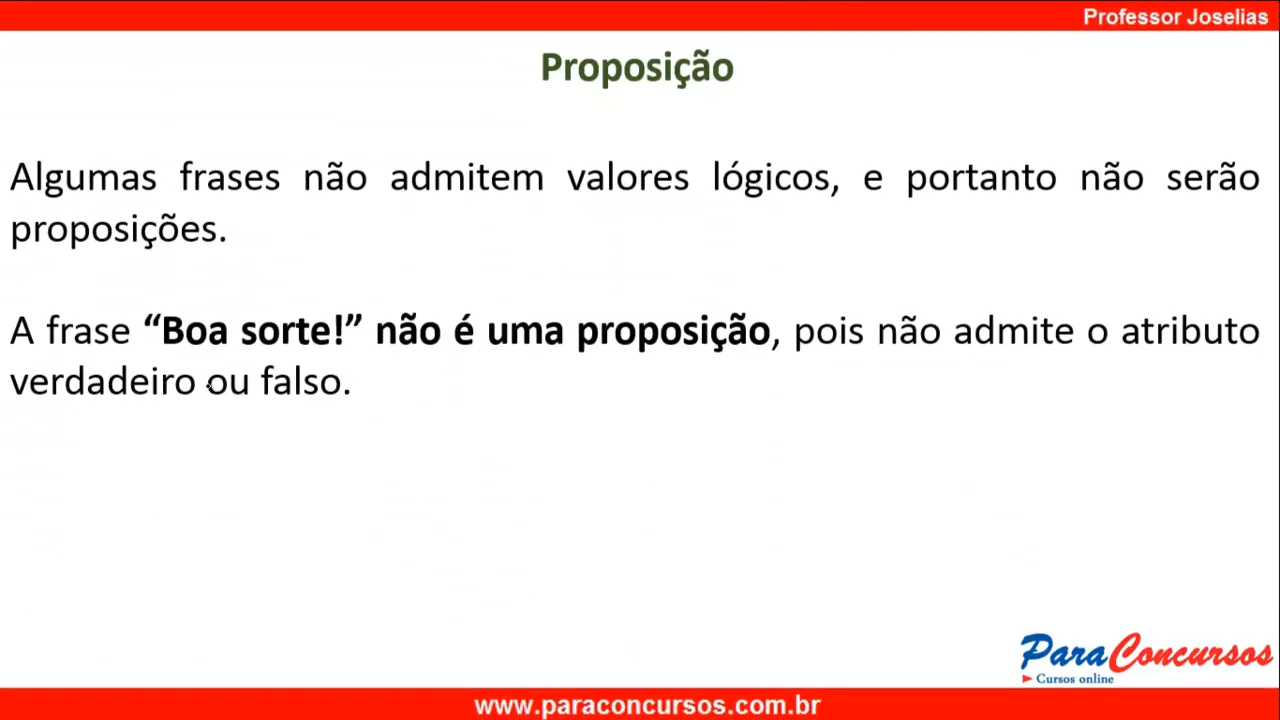 Professor Joselias
Proposição
Algumas frases não admitem valores lógicos, e portanto não serão
proposições.
A frase “Boa sorte!” não é uma proposição, pois não admite o atributo
verdadeiro ou falso.
ParaConcursos
Cursos online
www.paraconcursos.com.br